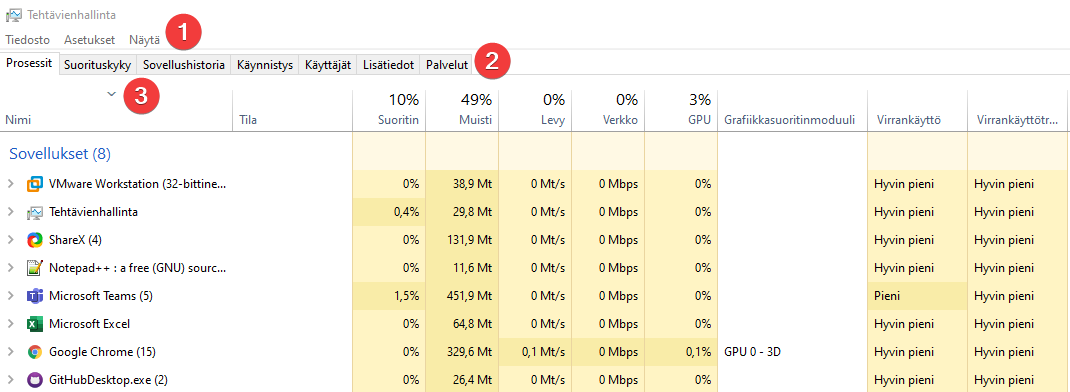 Tehtävienhallinta
Tiedosto Asetukset Näytä 1
Prosessit Suorituskyky Sovellushistoria Käynnistys Käyttäjät Lisätiedot Palvelut 2
3
10% 49% 0% 0% 3%
Nimi Tila Suoritin Muisti Levy Verkko GPU Grafiikkasuoritinmoduuli Virrankäyttö Virrankäyttötr...
Sovellukset (8)
VMware Workstation (32-bittine... 0% 38,9 Mt 0 Mt/s 0 Mbps 0% Hyvin pieni Hyvin pieni
Tehtävienhallinta 0,4% 29,8 Mt 0 Mt/s 0 Mbps 0% Hyvin pieni Hyvin pieni
ShareX (4) 0% 131,9 Mt 0 Mt/s 0 Mbps 0% Hyvin pieni Hyvin pieni
Notepad++ : a free (GNU) sourc... 0% 11,6 Mt 0 Mt/s 0 Mbps 0% Hyvin pieni Hyvin pieni
Microsoft Teams (5) 1,5% 451,9 Mt 0 Mt/s 0 Mbps 0% Pieni Hyvin pieni
Microsoft Excel 0% 64,8 Mt 0 Mt/s 0 Mbps 0% Hyvin pieni Hyvin pieni
Google Chrome (15) 0% 329,6 Mt 0,1 Mt/s 0 Mbps 0,1% GPU 0 - 3D Hyvin pieni Hyvin pieni
GitHubDesktop.exe (2) 0% 26,4 Mt 0 Mt/s 0 Mbps 0% Hyvin pieni Hyvin pieni